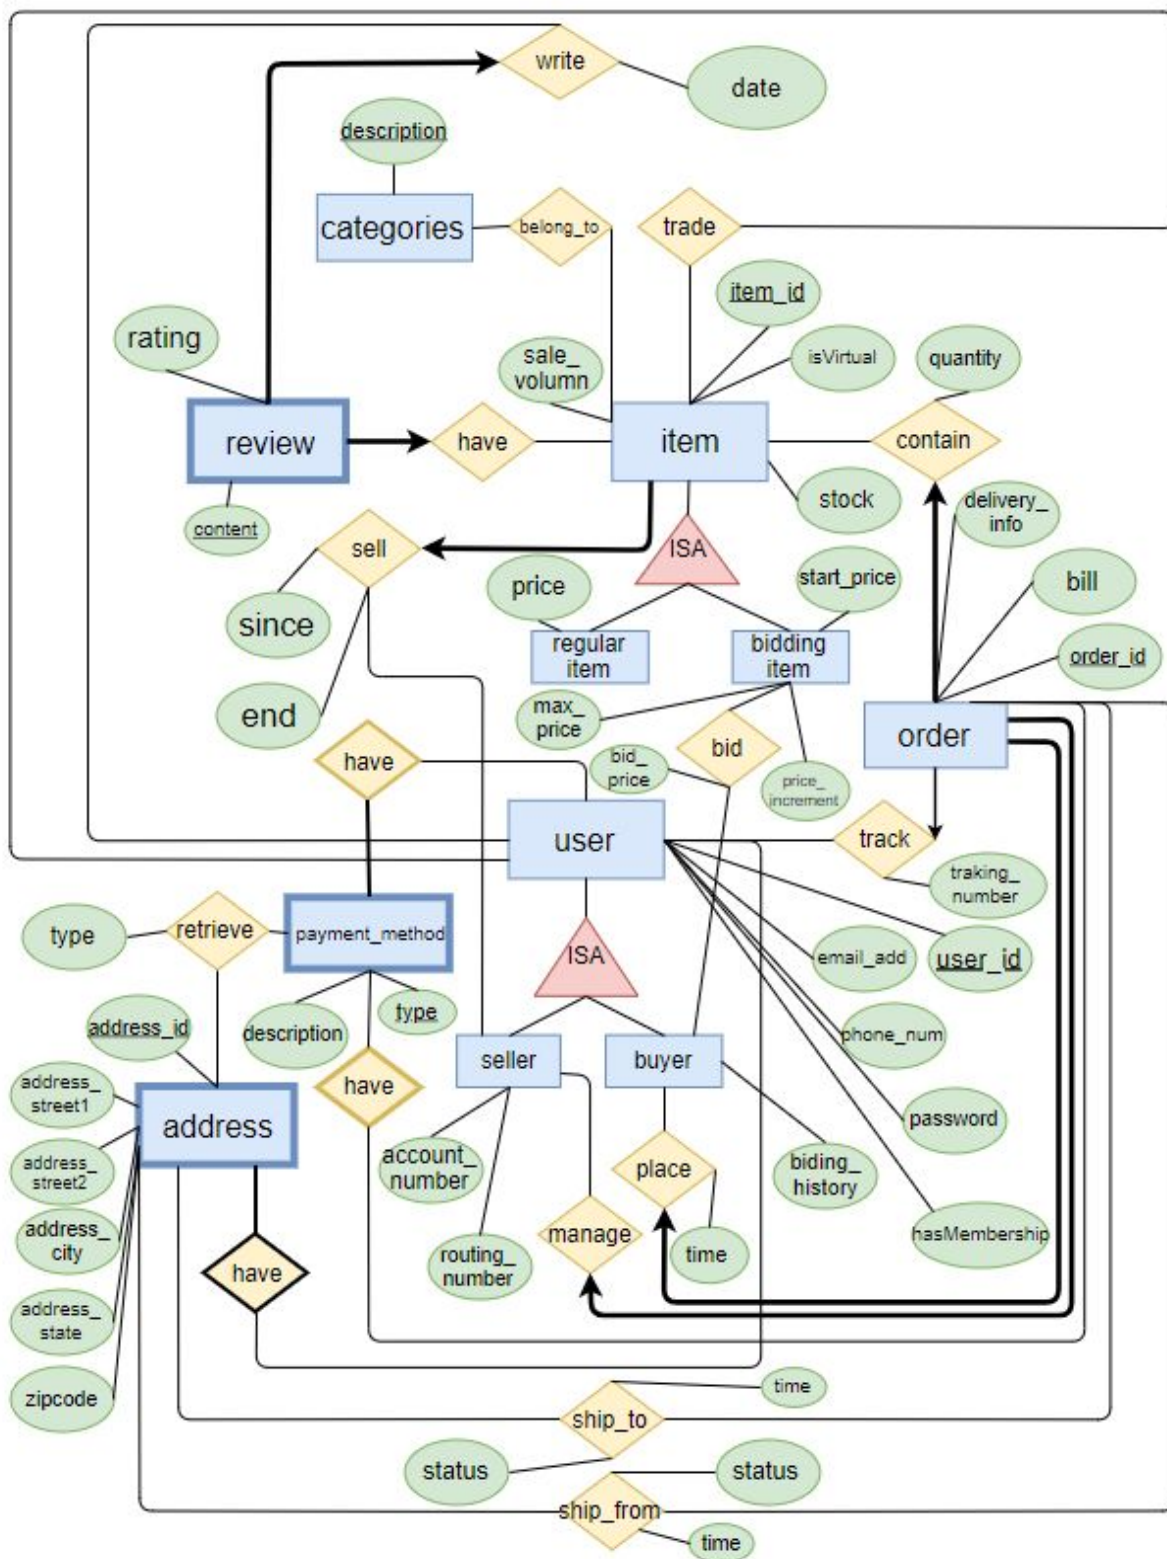 write
date
description
categories
belong_to
trade
item_id
rating
sale_
volumn
isVirtual
quantity
review
have
item
contain
content
stock
delivery_
info
sell
ISA
since
price
start_price
bill
regular
item
bidding
item
order_id
end
max_
price
bid
order
have
bid_
price
price_
increment
user
track
traking_
number
type
retrieve
payment_method
ISA
email_add
user_id
address_id
description
type
phone_num
address_
street1
have
seller
buyer
address
password
address_
street2
account_
number
place
biding_
history
address_
city
have
routing_
number
manage
time
hasMembership
address_
state
zipcode
time
ship_to
status
status
ship_from
time